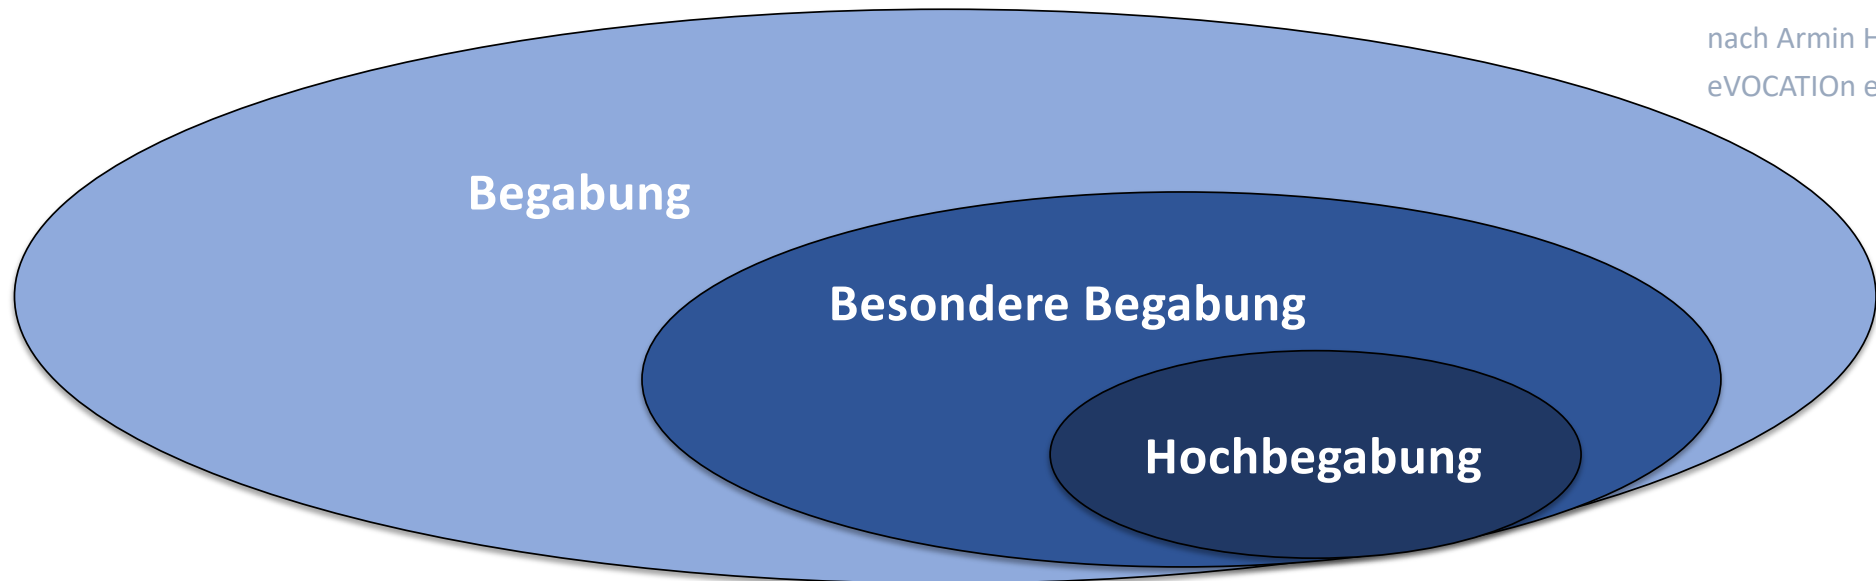 nach Armin H
eVOCATIOn e
Begabung
Besondere Begabung
Hochbegabung